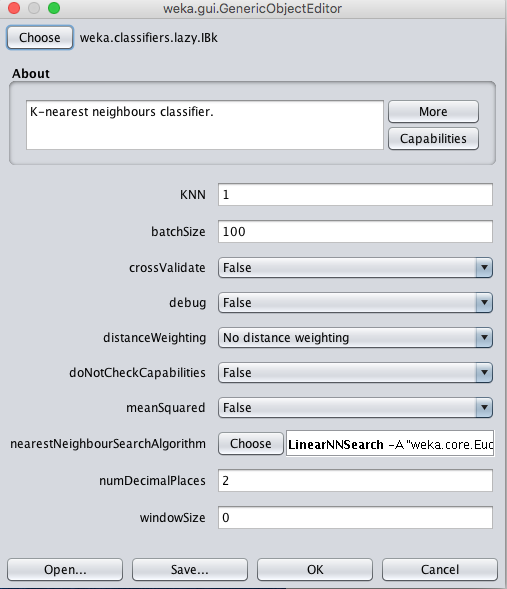 weka.gui.GenericObjectEditor
Choose weka.classifiers.lazy.IBk
About
K-nearest neighbours classifier.
More
Capabilities
KNN 1
batchSize 100
crossValidate False
debug False
distanceWeighting No distance weighting
doNotCheckCapabilities False
meanSquared False
nearestNeighbourSearchAlgorithm Choose LinearNNSearch -A "weka.core.Euc
numDecimalPlaces 2
windowSize 0
Open... Save... OK Cancel